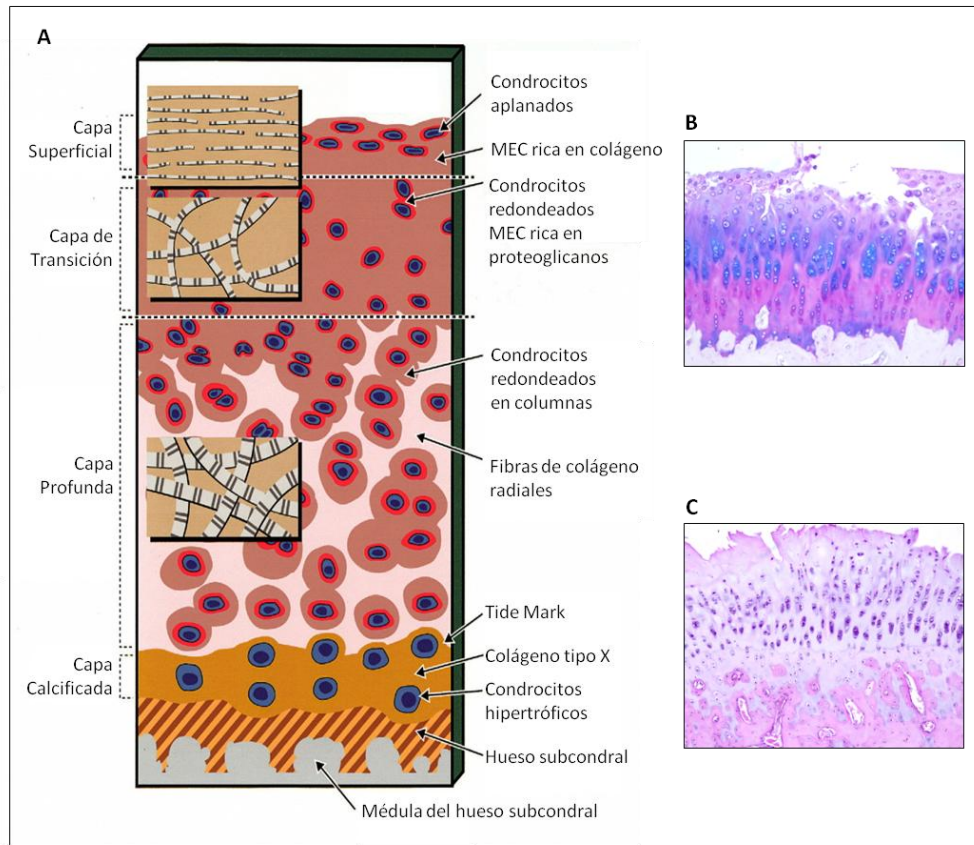 A
Capa
Superficial
Capa de
Transición
Capa
Profunda
Capa
Calcificada
Condrocitos
aplanados
MEC rica en colágeno
Condrocitos
redondeados
MEC rica en
proteoglicanos
Condrocitos
redondeados
en columnas
Fibras de colágeno
radiales
Tide Mark
Colágeno tipo X
Condrocitos
hipertróficos
Hueso subcondral
Médula del hueso subcondral
B
C